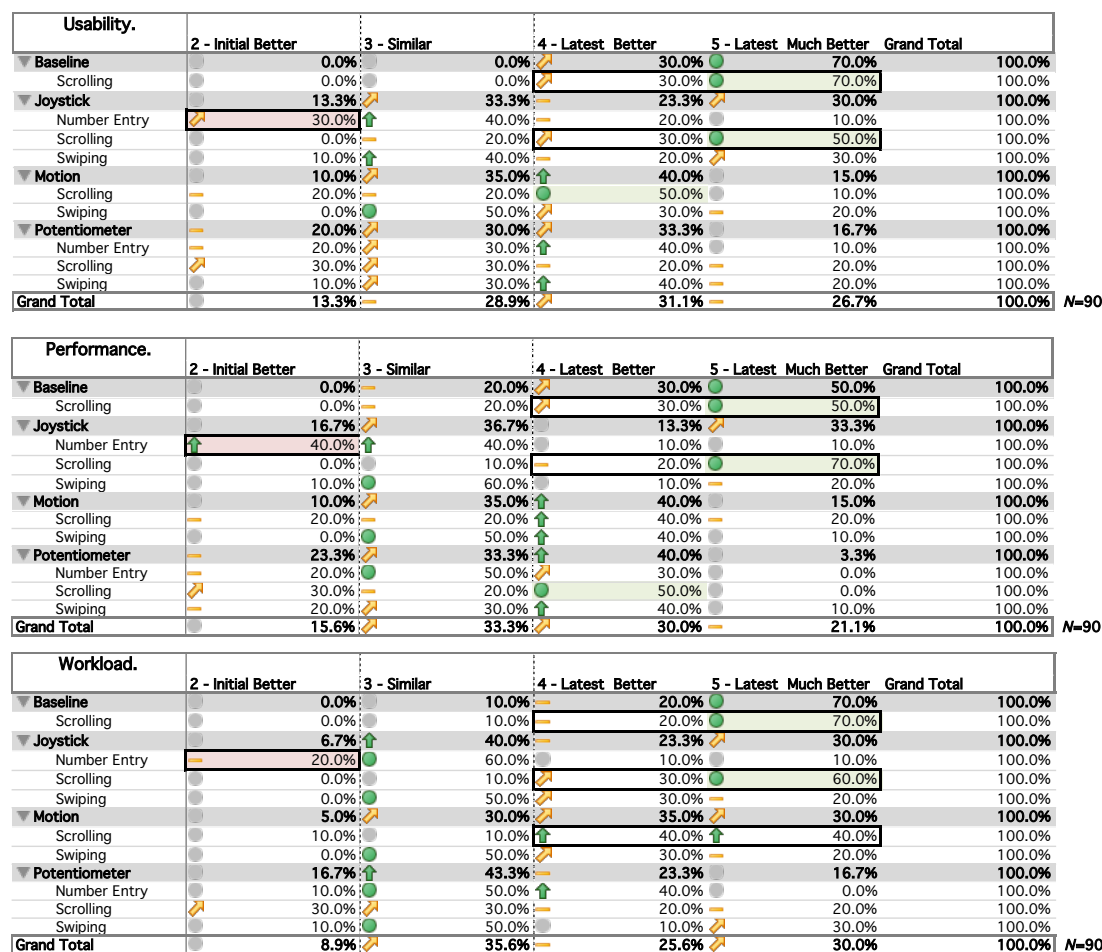 Usability.
2 - Initial Better 3 - Similar 4 - Latest Better 5 - Latest Much Better Grand Total
Baseline 0.0% 0.0% 30.0% 70.0% 100.0%
Scrolling 0.0% 0.0% 30.0% 70.0% 100.0%
Joystick 13.3% 33.3% 23.3% 30.0% 100.0%
Number Entry 30.0% 40.0% 20.0% 10.0% 100.0%
Scrolling 0.0% 20.0% 30.0% 50.0% 100.0%
Swiping 10.0% 40.0% 20.0% 30.0% 100.0%
Motion 10.0% 35.0% 40.0% 15.0% 100.0%
Scrolling 20.0% 20.0% 50.0% 10.0% 100.0%
Swiping 0.0% 50.0% 30.0% 20.0% 100.0%
Potentiometer 20.0% 30.0% 33.3% 16.7% 100.0%
Number Entry 20.0% 30.0% 40.0% 10.0% 100.0%
Scrolling 30.0% 30.0% 20.0% 20.0% 100.0%
Swiping 10.0% 30.0% 40.0% 20.0% 100.0%
Grand Total 13.3% 28.9% 31.1% 26.7% 100.0% N=90
Performance.
2 - Initial Better 3 - Similar 4 - Latest Better 5 - Latest Much Better Grand Total
Baseline 0.0% 20.0% 30.0% 50.0% 100.0%
Scrolling 0.0% 20.0% 30.0% 50.0% 100.0%
Joystick 16.7% 36.7% 13.3% 33.3% 100.0%
Number Entry 40.0% 40.0% 10.0% 10.0% 100.0%
Scrolling 0.0% 10.0% 20.0% 70.0% 100.0%
Swiping 10.0% 60.0% 10.0% 20.0% 100.0%
Motion 10.0% 35.0% 40.0% 15.0% 100.0%
Scrolling 20.0% 20.0% 40.0% 20.0% 100.0%
Swiping 0.0% 50.0% 40.0% 10.0% 100.0%
Potentiometer 23.3% 33.3% 40.0% 3.3% 100.0%
Number Entry 20.0% 50.0% 30.0% 0.0% 100.0%
Scrolling 30.0% 20.0% 50.0% 0.0% 100.0%
Swiping 20.0% 30.0% 40.0% 10.0% 100.0%
Grand Total 15.6% 33.3% 30.0% 21.1% 100.0% N=90
Workload.
2 - Initial Better 3 - Similar 4 - Latest Better 5 - Latest Much Better Grand Total
Baseline 0.0% 10.0% 20.0% 70.0% 100.0%
Scrolling 0.0% 10.0% 20.0% 70.0% 100.0%
Joystick 6.7% 40.0% 23.3% 30.0% 100.0%
Number Entry 20.0% 60.0% 10.0% 10.0% 100.0%
Scrolling 0.0% 10.0% 30.0% 60.0% 100.0%
Swiping 0.0% 50.0% 30.0% 20.0% 100.0%
Motion 5.0% 30.0% 35.0% 30.0% 100.0%
Scrolling 10.0% 10.0% 40.0% 40.0% 100.0%
Swiping 0.0% 50.0% 30.0% 20.0% 100.0%
Potentiometer 16.7% 43.3% 23.3% 16.7% 100.0%
Number Entry 10.0% 50.0% 40.0% 0.0% 100.0%
Scrolling 30.0% 30.0% 20.0% 20.0% 100.0%
Swiping 10.0% 50.0% 10.0% 30.0% 100.0%
Grand Total 8.9% 35.6% 25.6% 30.0% 100.0% N=90